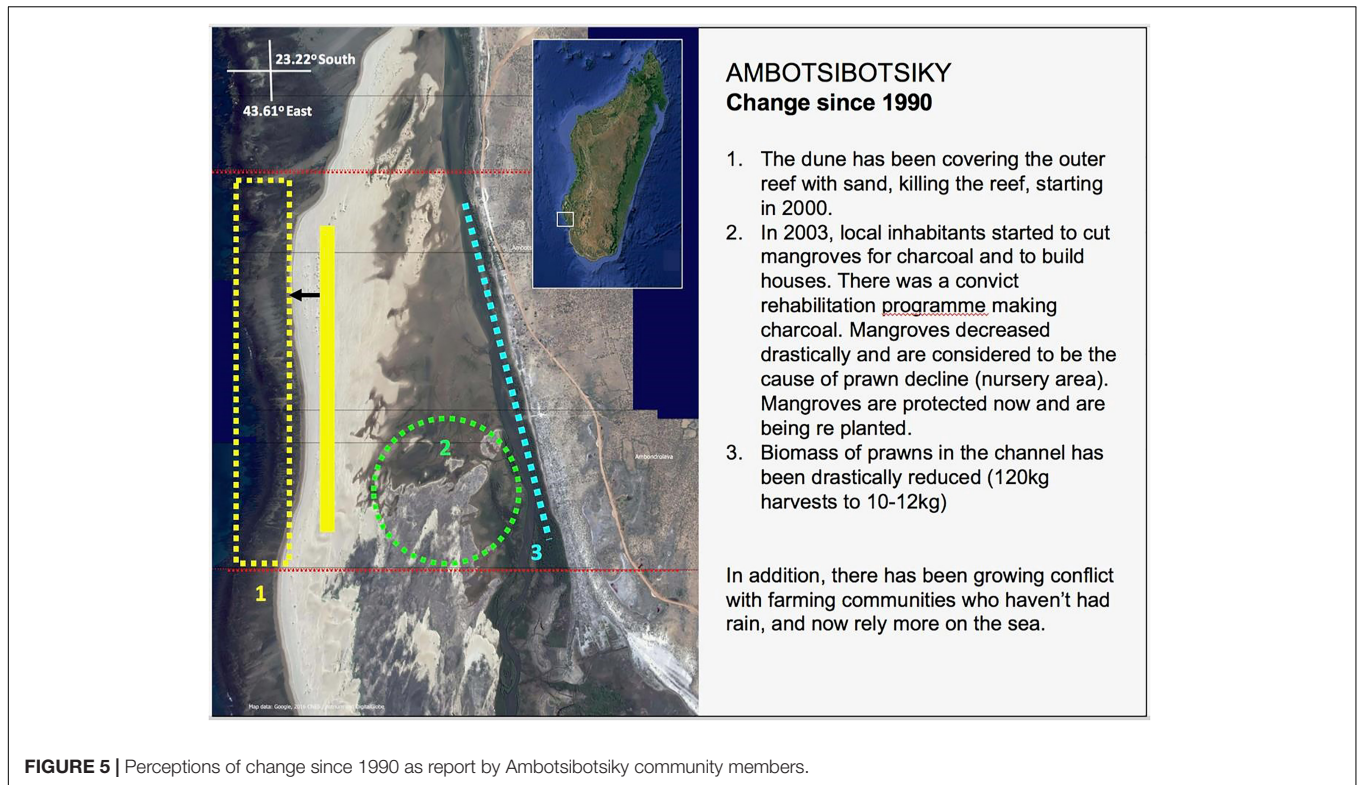 23.22º South
43.61º East
Ambondrulava
1
2
3
AMBOTSIBOTSIKY
Change since 1990
1. The dune has been covering the outer
reef with sand, killing the reef, starting
in 2000.
2. In 2003, local inhabitants started to cut
mangroves for charcoal and to build
houses. There was a convict
rehabilitation programme making
charcoal. Mangroves decreased
drastically and are considered to be the
cause of prawn decline (nursery area).
Mangroves are protected now and are
being re planted.
3. Biomass of prawns in the channel has
been drastically reduced (120kg
harvests to 10-12kg)
In addition, there has been growing conflict
with farming communities who haven't had
rain, and now rely more on the sea.
Map data: Google,
FIGURE 5 | Perceptions of change since 1990 as report by Ambotsibotsiky community members.